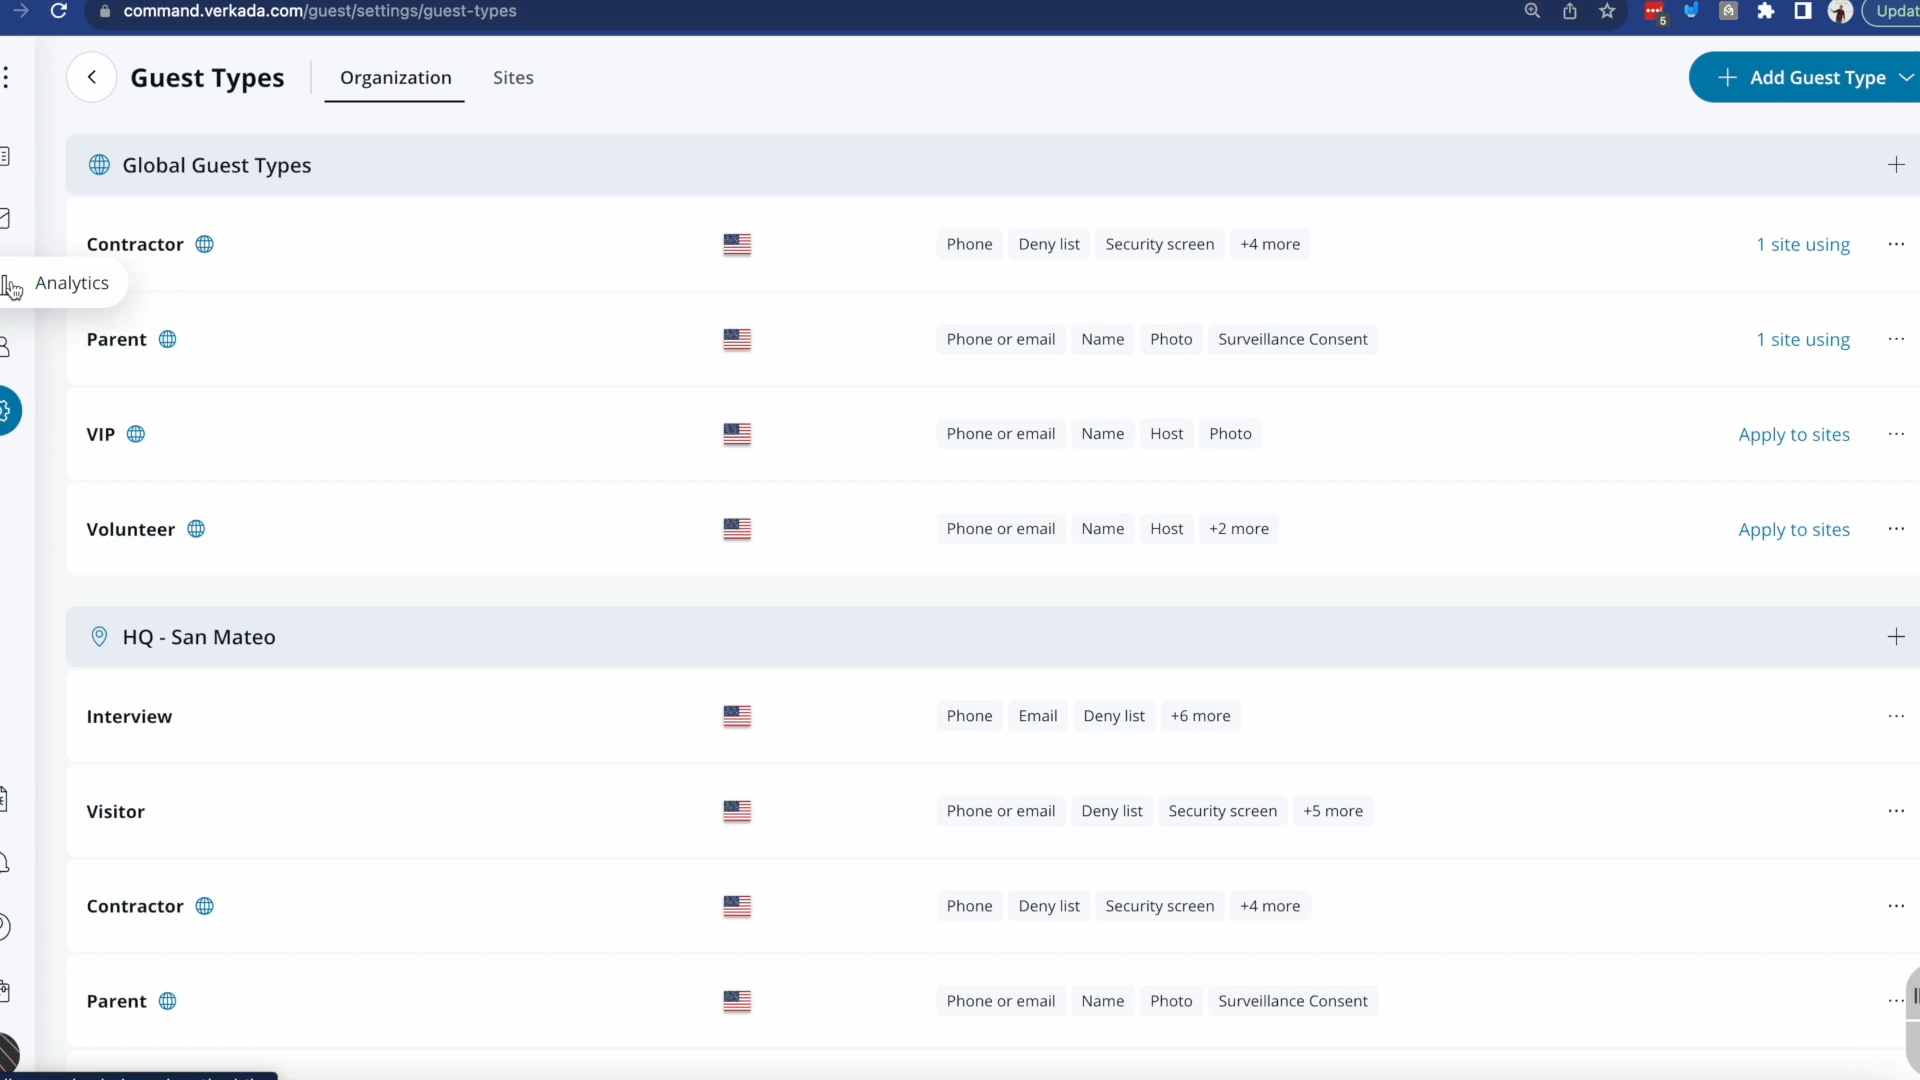 command.verkada.com/guest/settings/guest-types
5
Updat
Guest Types
Organization
Sites
Add Guest Type
Global Guest Types
Contractor
Phone Deny list Security screen +4 more
1 site using
Analytics
Parent
Phone or email Name Photo Surveillance Consent
1 site using
VIP
Phone or email Name Host Photo
Apply to sites
Volunteer
Phone or email Name Host +2 more
Apply to sites
HQ - San Mateo
Interview
Phone Email Deny list +6 more
Visitor
Phone or email Deny list Security screen +5 more
Contractor
Phone Deny list Security screen +4 more
Parent
Phone or email Name Photo Surveillance Consent